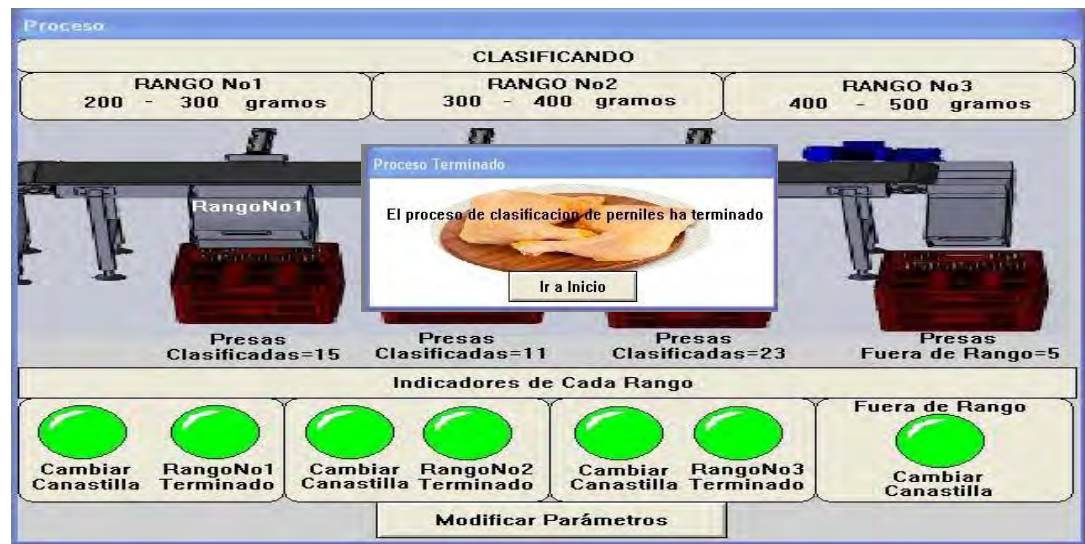 Proceso
CLASIFICANDO
RANGO No1
200 - 300 gramos
RANGO No2
300 - 400 gramos
RANGO No3
400 - 500 gramos
RangoNo1
Proceso Terminado
El proceso de clasificacion de perniles ha terminado
Ir a Inicio
Presas
Clasificadas=15
Presas
Clasificadas=11
Presas
Clasificadas=23
Presas
Fuera de Rango=5
Indicadores de Cada Rango
Cambiar
Canastilla
RangoNo1
Terminado
Cambiar
Canastilla
RangoNo2
Terminado
Cambiar
Canastilla
RangoNo3
Terminado
Fuera de Rango
Cambiar
Canastilla
Modificar Parámetros